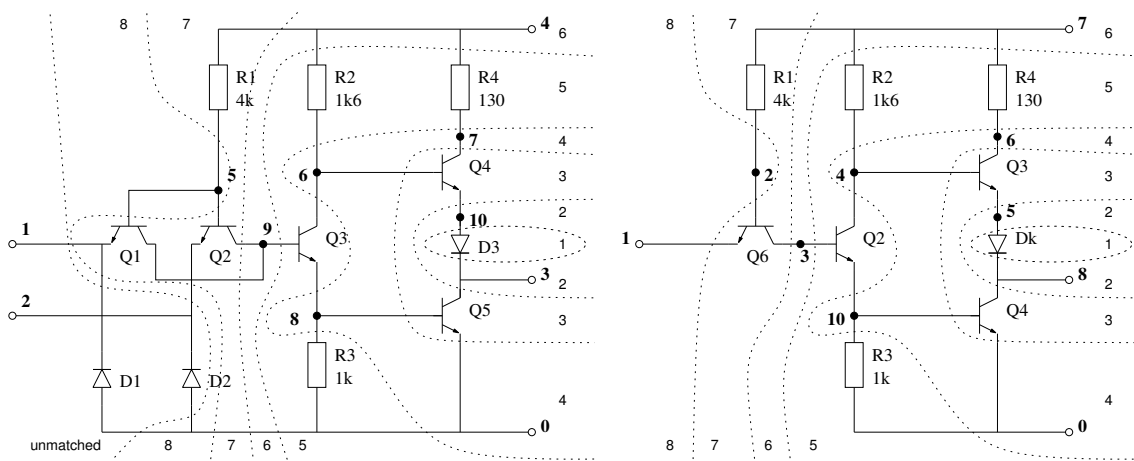 8 7 4 6 8 7 7 6
R1 4k R2 1k6 R4 130 5 R1 4k R2 1k6 R4 130 5
7 4 6 4
5 6 Q4 3 2 4 Q3 3
10 2 5 2
1 9 Q3 D3 1 1 Q2 Dk 1
Q1 Q2 Q6 3
3 2 8 2
2 8 Q5 3 10 Q4 3
R3 1k R3 1k
D1 D2
4 4
0 0
unmatched 8 7 6 5 8 7 6 5